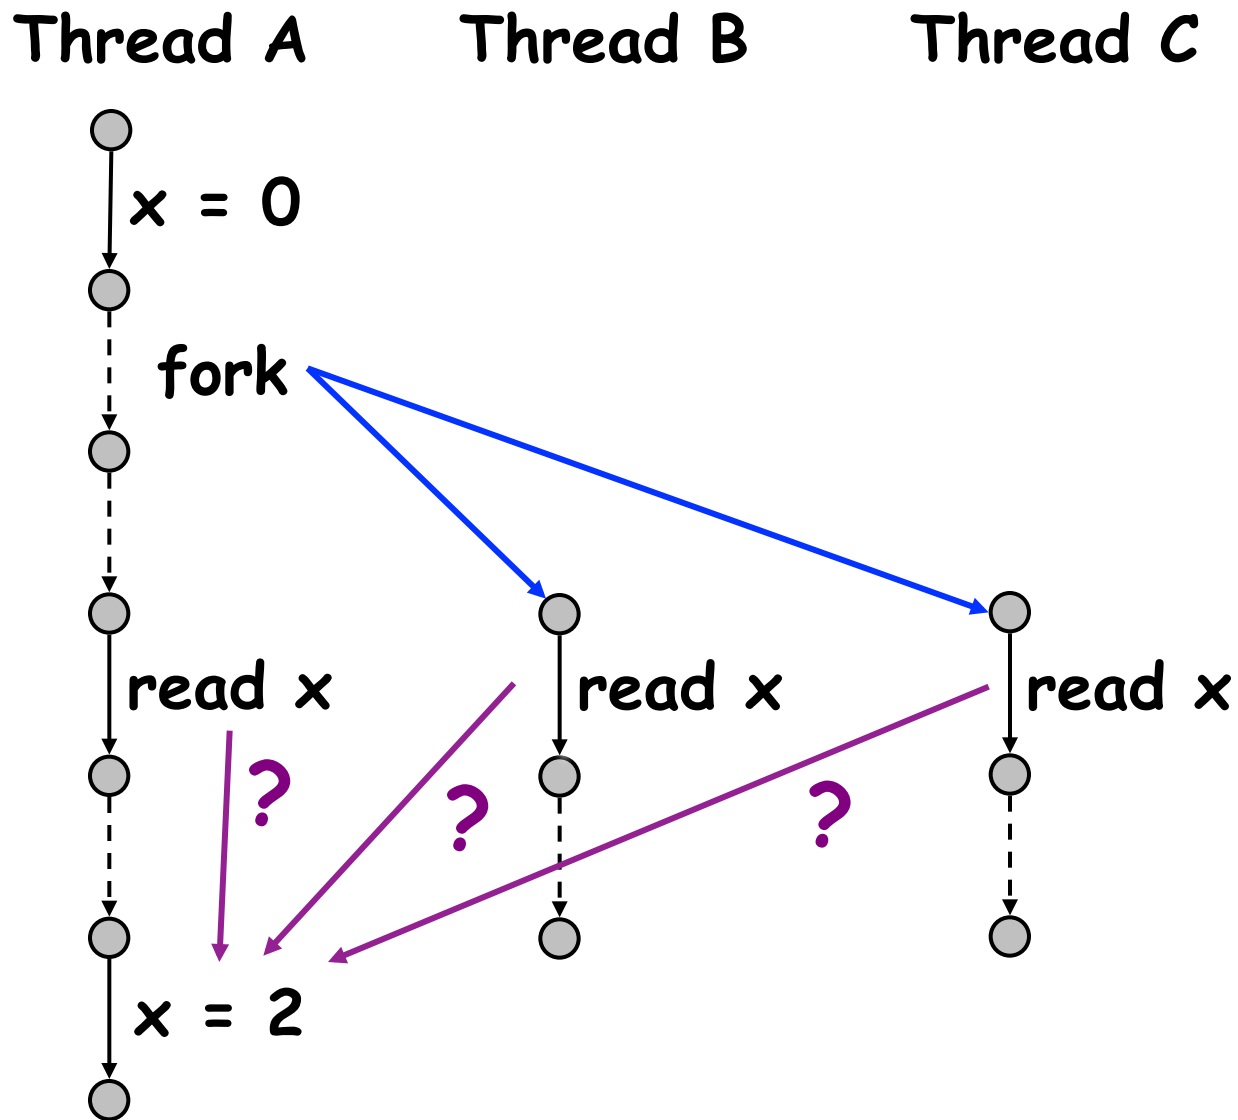 Thread A Thread B Thread C
x = 0
fork
read x read x read x
? ? ?
x = 2